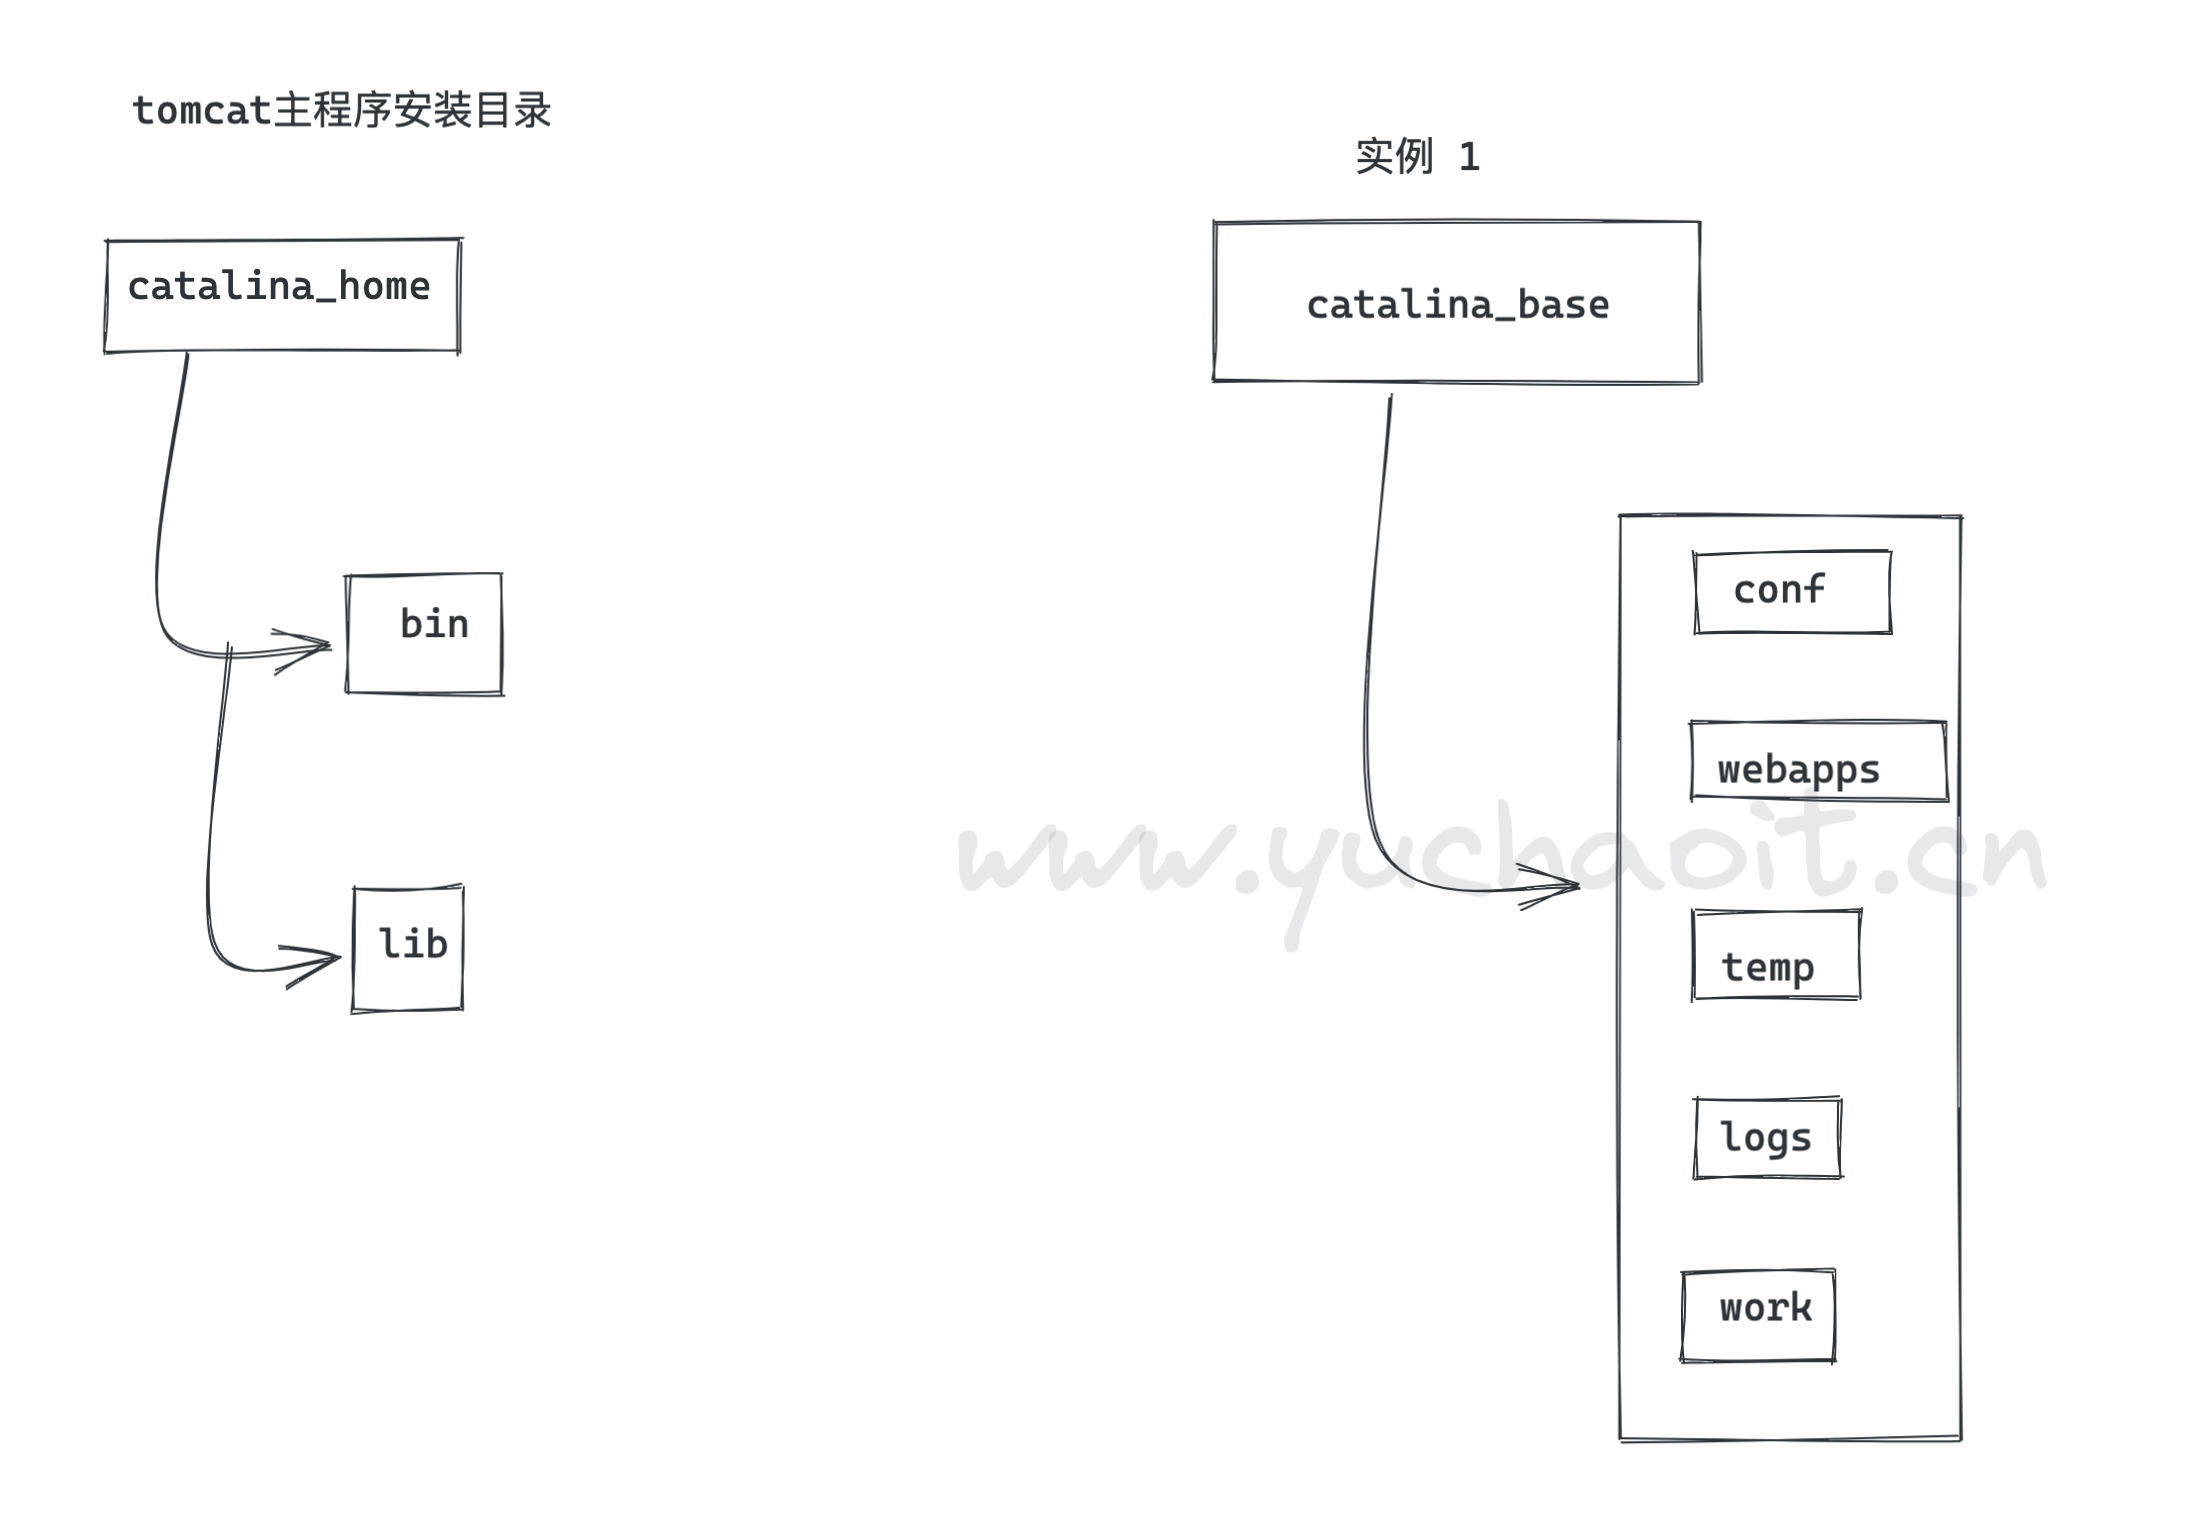 tomcat主程序安装目录
catalina_home
bin
lib
实例 1
catalina_base
conf
webapps
www.yuchaoit.cn
temp
logs
work